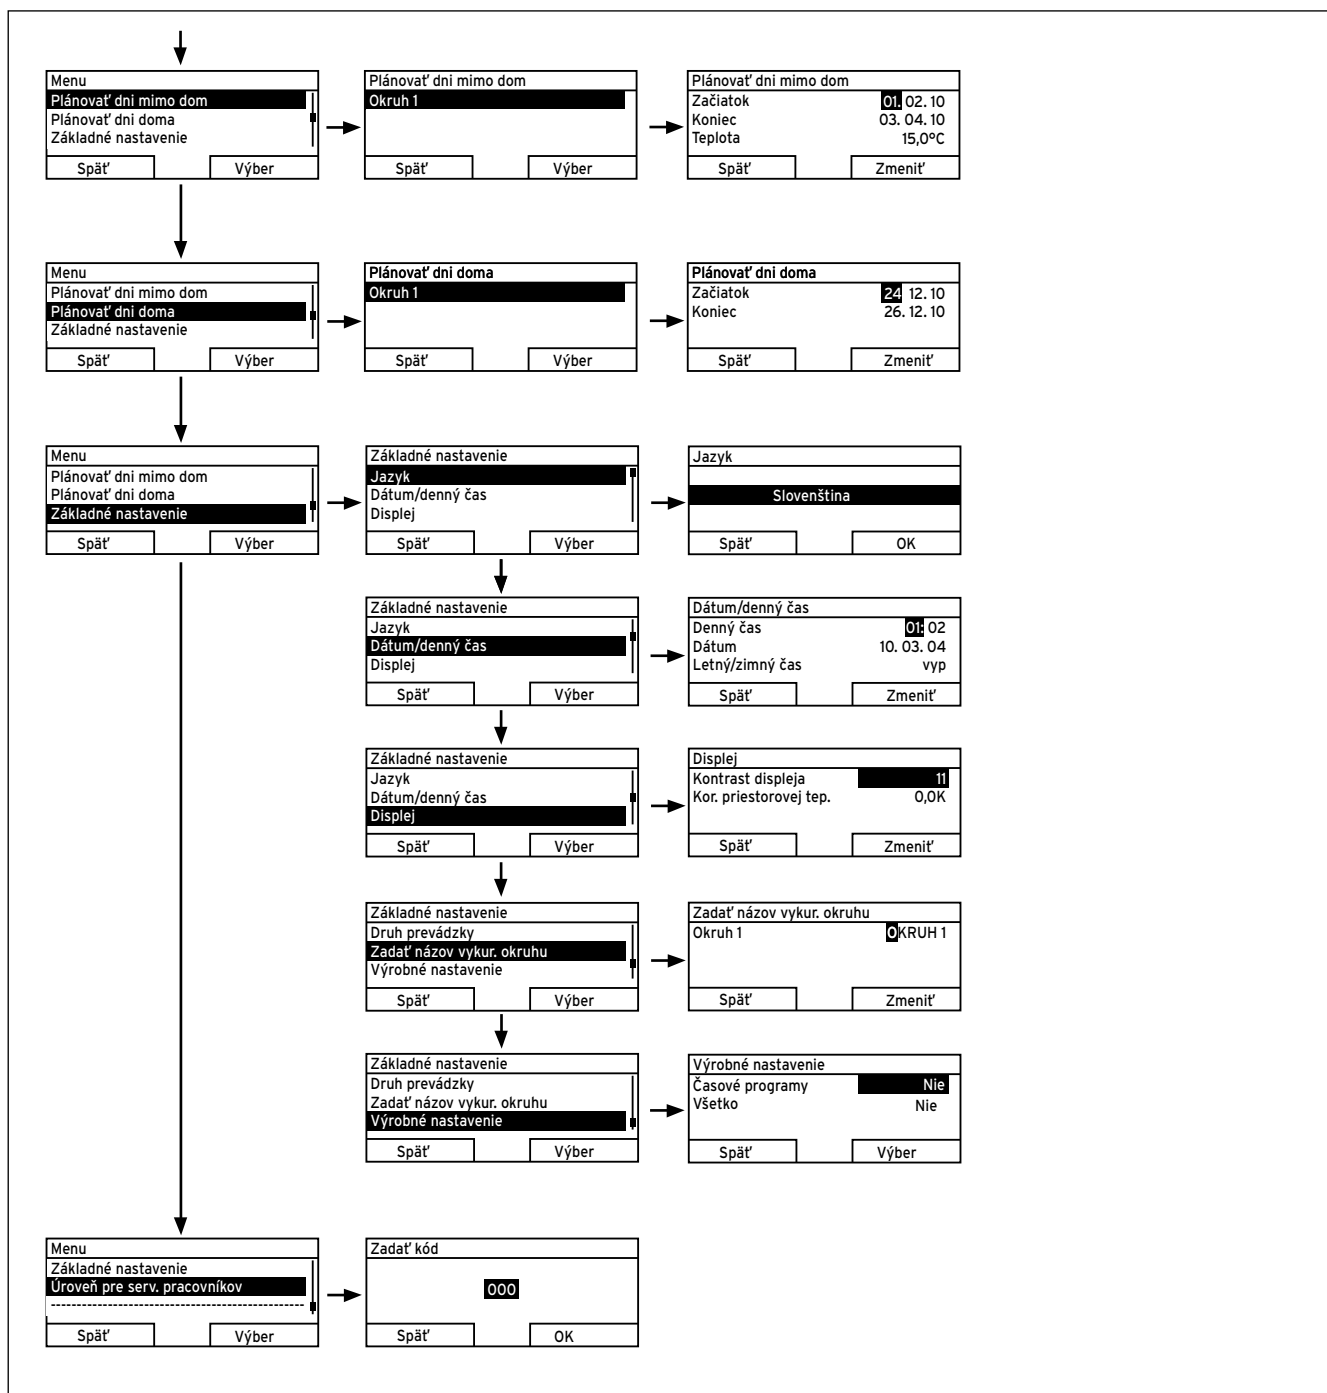 Menu
Plánovať dni mimo dom
Plánovať dni doma
Základné nastavenie
Späť Výber
Plánovať dni mimo dom
Okruh 1
Späť Výber
Plánovať dni mimo dom
Začiatok 01. 02. 10
Koniec 03. 04. 10
Teplota 15,0°C
Späť Zmeniť
Menu
Plánovať dni mimo dom
Plánovať dni doma
Základné nastavenie
Späť Výber
Plánovať dni doma
Okruh 1
Späť Výber
Plánovať dni doma
Začiatok 24 12. 10
Koniec 26. 12. 10
Späť Zmeniť
Menu
Plánovať dni mimo dom
Plánovať dni doma
Základné nastavenie
Späť Výber
Základné nastavenie
Jazyk
Dátum/denný čas
Displej
Späť Výber
Jazyk
Slovenština
Späť OK
Základné nastavenie
Jazyk
Dátum/denný čas
Displej
Späť Výber
Dátum/denný čas
Denný čas 01: 02
Dátum 10. 03. 04
Letný/zimný čas vyp
Späť Zmeniť
Základné nastavenie
Jazyk
Dátum/denný čas
Displej
Späť Výber
Displej
Kontrast displeja 11
Kor. priestorovej tep. 0,0K
Späť Zmeniť
Základné nastavenie
Druh prevádzky
Zadať názov vykur. okruhu
Výrobné nastavenie
Späť Výber
Zadať názov vykur. okruhu
Okruh 1 OKRUH 1
Späť Zmeniť
Základné nastavenie
Druh prevádzky
Zadať názov vykur. okruhu
Výrobné nastavenie
Späť Výber
Výrobné nastavenie
Časové programy Nie
Všetko Nie
Späť Výber
Menu
Základné nastavenie
Úroveň pre serv. pracovníkov
--------------------------------------------------
Späť Výber
Zadať kód
000
Späť OK